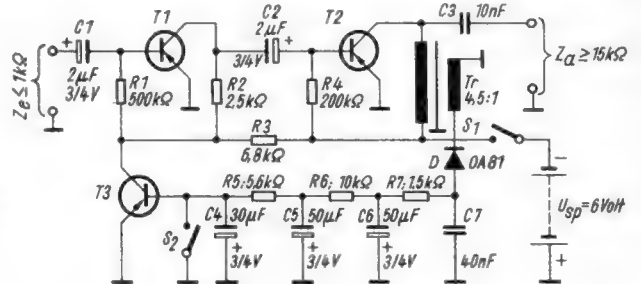 C1
T1
C2
T2
C3
10nF
2µF
3/4V
Ze≤1kΩ
2µF
3/4V
R1
500kΩ
R2
2,5kΩ
R4
200kΩ
Tr
4,5:1
Za≥15kΩ
R3
6,8kΩ
S1
T3
D
OA81
R5;5,6kΩ
R6; 10kΩ
R7;1,5kΩ
S2
C4
30µF
3/4V
C5
50µF
3/4V
C6
50µF
3/4V
C7
40nF
Usp=6Volt